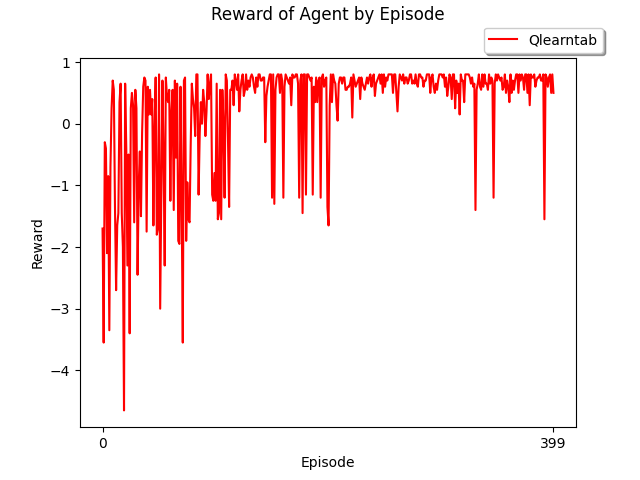 Reward of Agent by Episode
Qlearntab
1
0
−1
−2
−3
−4
Reward
0
399
Episode